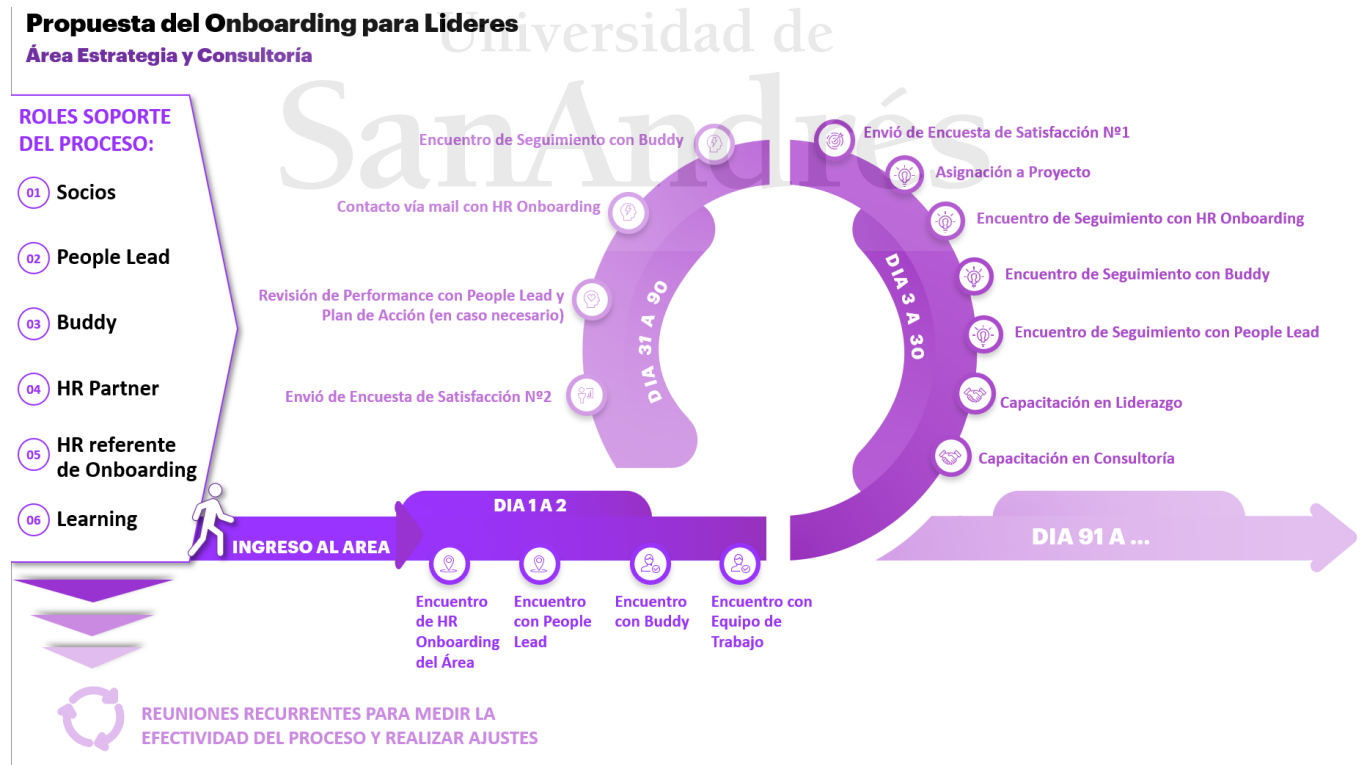 Universidad de
SanAndrés
Propuesta del Onboarding para Lideres
Área Estrategia y Consultoría
ROLES SOPORTE
DEL PROCESO:
01 Socios
02 People Lead
03 Buddy
04 HR Partner
05 HR referente
de Onboarding
06 Learning
INGRESO AL AREA
DIA 1 A 2
Encuentro
de HR
Onboarding
del Área
Encuentro
con People
Lead
Encuentro
con Buddy
Encuentro con
Equipo de
Trabajo
DIA 3 A 30
Envió de Encuesta de Satisfacción Nº1
Asignación a Proyecto
Encuentro de Seguimiento con HR Onboarding
Encuentro de Seguimiento con Buddy
Encuentro de Seguimiento con People Lead
Capacitación en Liderazgo
Capacitación en Consultoría
DIA 31 A 90
Encuentro de Seguimiento con Buddy
Contacto vía mail con HR Onboarding
Revisión de Performance con People Lead y
Plan de Acción (en caso necesario)
Envió de Encuesta de Satisfacción Nº2
DIA 91 A ...
REUNIONES RECURRENTES PARA MEDIR LA
EFECTIVIDAD DEL PROCESO Y REALIZAR AJUSTES